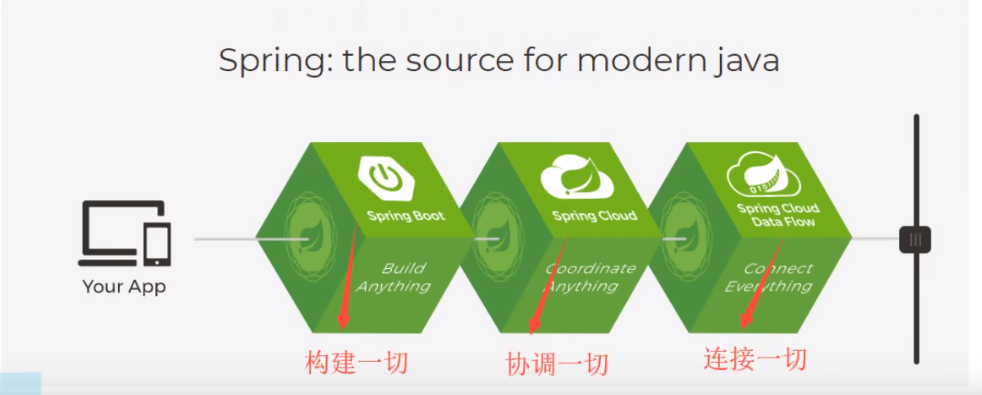 Spring: the source for modern java
Your App
Spring Boot
Build
Anything
构建一切
Spring Cloud
Coordinate
Anything
协调一切
Spring Cloud
Data Flow
Connect
Everything
连接一切